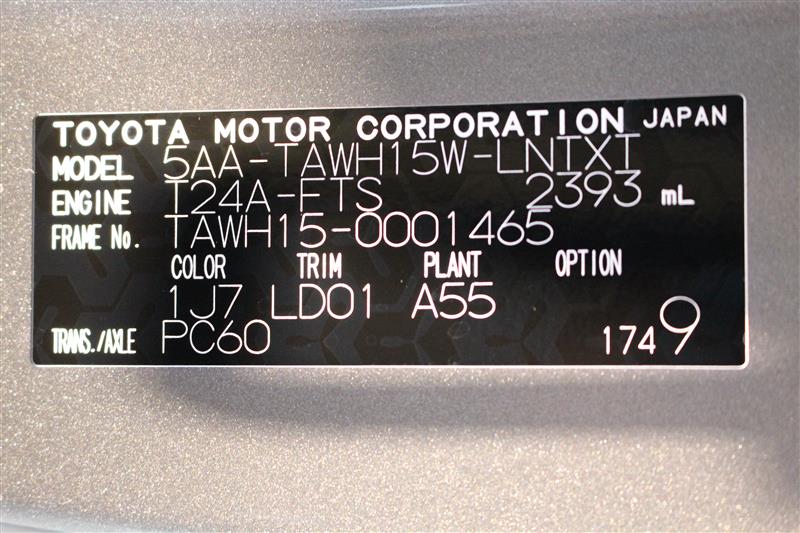 TOYOTA MOTOR CORPORATION JAPAN
MODEL 5AA-TAWH15W-LNTXT
ENGINE T24A-FTS 2393 mL
FRAME No. TAWH15-0001465
COLOR TRIM PLANT OPTION
1J7 LD01 A55
TRANS./AXLE PC60 1749